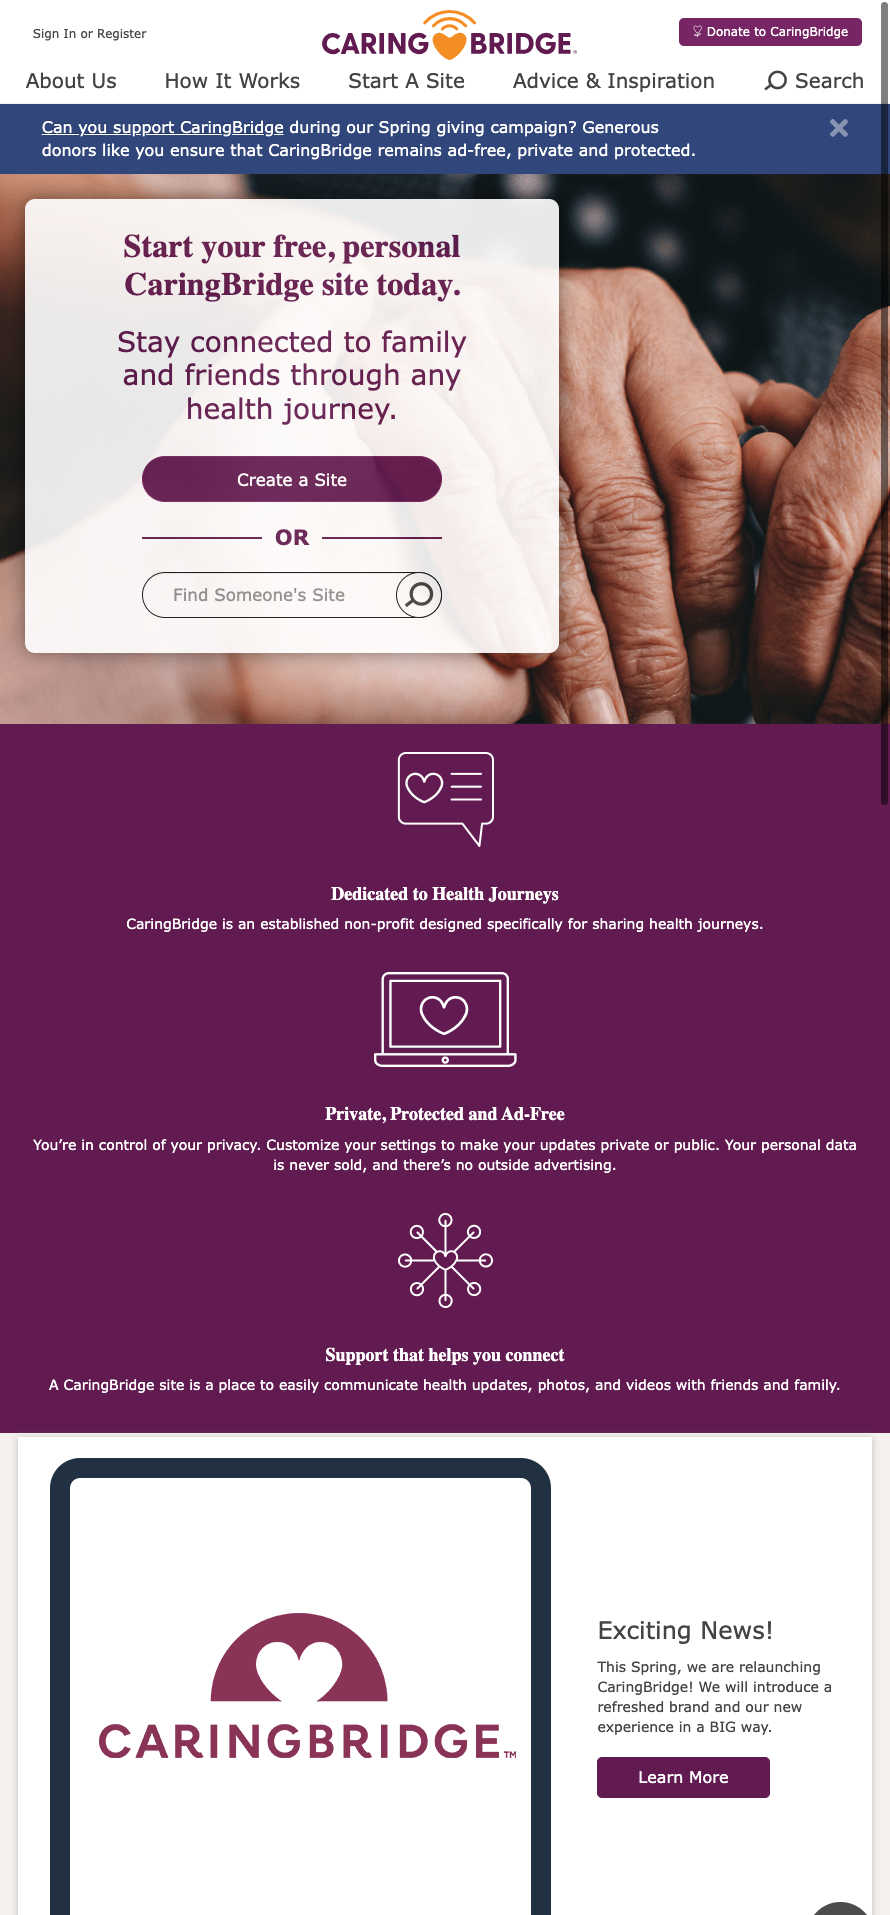 Sign In or Register
CARING BRIDGE
Donate to CaringBridge
About Us
How It Works
Start A Site
Advice & Inspiration
Search
Can you support CaringBridge during our Spring giving campaign? Generous
donors like you ensure that CaringBridge remains ad-free, private and protected.
Start your free, personal
CaringBridge site today.
Stay connected to family
and friends through any
health journey.
Create a Site
OR
Find Someone's Site
Dedicated to Health Journeys
CaringBridge is an established non-profit designed specifically for sharing health journeys.
Private, Protected and Ad-Free
You’re in control of your privacy. Customize your settings to make your updates private or public. Your personal data
is never sold, and there’s no outside advertising.
Support that helps you connect
A CaringBridge site is a place to easily communicate health updates, photos, and videos with friends and family.
CARINGBRIDGE™
Exciting News!
This Spring, we are relaunching
CaringBridge! We will introduce a
refreshed brand and our new
experience in a BIG way.
Learn More